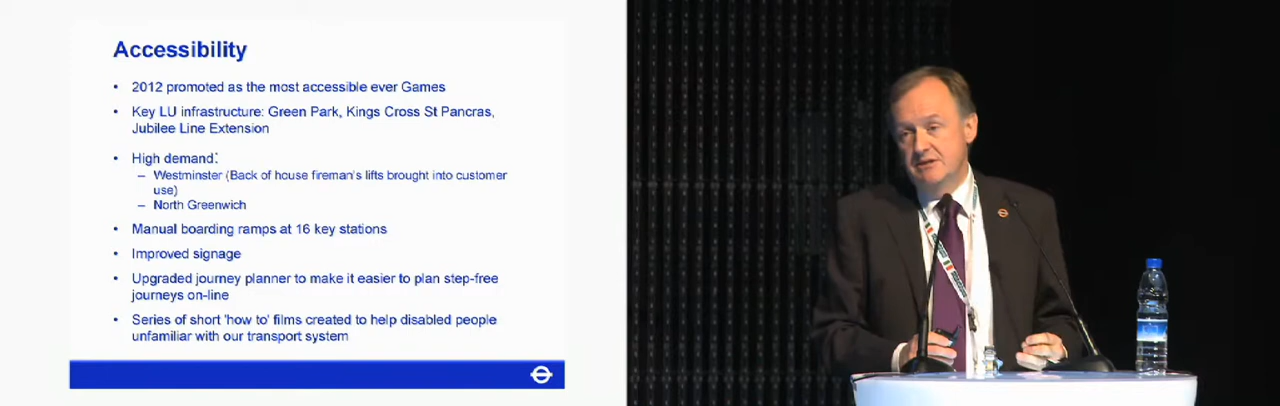 Accessibility
• 2012 promoted as the most accessible ever Games
• Key LU infrastructure: Green Park, Kings Cross St Pancras,
Jubilee Line Extension
• High demand:
– Westminster (Back of house fireman's lifts brought into customer
use)
– North Greenwich
• Manual boarding ramps at 16 key stations
• Improved signage
• Upgraded journey planner to make it easier to plan step-free
journeys on-line
• Series of short 'how to' films created to help disabled people
unfamiliar with our transport system